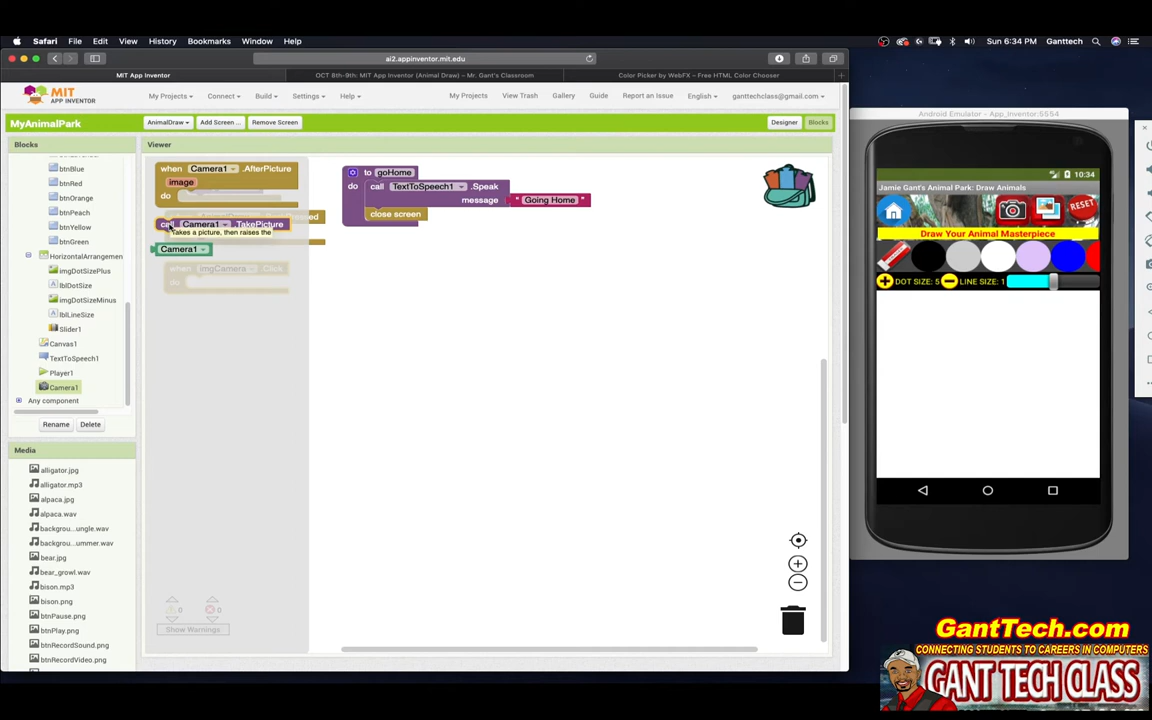 Safari File Edit View History Bookmarks Window Help
Sun 6:34 PM Ganttech
ai2.appinventor.mit.edu
MIT App Inventor
OCT 8th-9th: MIT App Inventor (Animal Draw) – Mr. Gant's Classroom
Color Picker by WebFX – Free HTML Color Chooser
MIT APP INVENTOR
My Projects Connect Build Settings Help
My Projects View Trash Gallery Guide Report an Issue English ganttechclass@gmail.com
MyAnimalPark
AnimalDraw Add Screen ... Remove Screen
Designer Blocks
Blocks
Viewer
btnBlue
btnRed
btnOrange
btnPeach
btnYellow
btnGreen
HorizontalArrangemen
imgDotSizePlus
lblDotSize
imgDotSizeMinus
lblLineSize
Slider1
Canvas1
TextToSpeech1
Player1
Camera1
Any component
Rename Delete
Media
alligator.jpg
alligator.mp3
alpaca.jpg
alpaca.wav
backgrou...ungle.wav
backgrou...ummer.wav
bear.jpg
bear_growl.wav
bison.mp3
bison.png
btnPause.png
btnPlay.png
btnRecordSound.png
btnRecordVideo.png
when Camera1 .AfterPicture
image
do
call Camera1 .TakePicture
Takes a picture, then raises the
Camera1
when imgCamera .Click
do
to goHome
do call TextToSpeech1 .Speak
message " Going Home "
close screen
0 0
Show Warnings
Android Emulator - App_Inventor:5554
10:34
Jamie Gant's Animal Park: Draw Animals
RESET
Draw Your Animal Masterpiece
DOT SIZE: 5 LINE SIZE: 1
GantTech.com
CONNECTING STUDENTS TO CAREERS IN COMPUTERS
GANT TECH CLASS